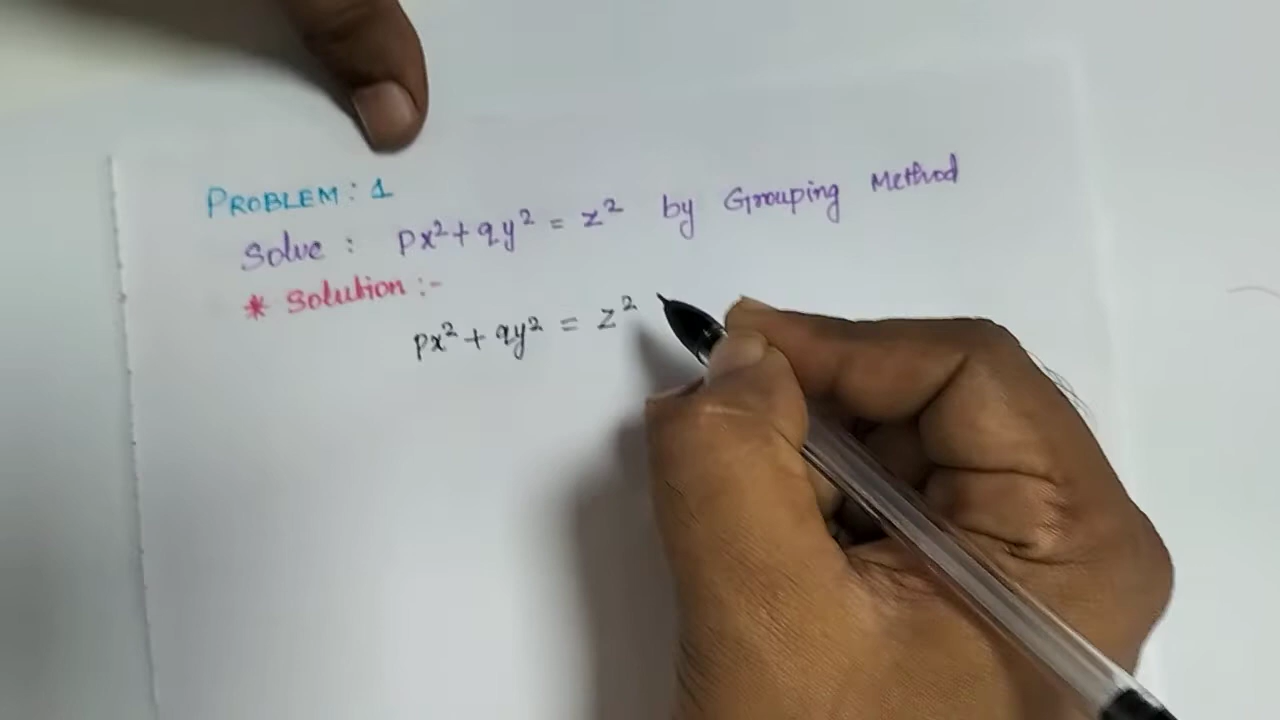 PROBLEM: 1
Solve: px²+qy² = z² by Grouping Method
* Solution:-
px²+ qy² = z²